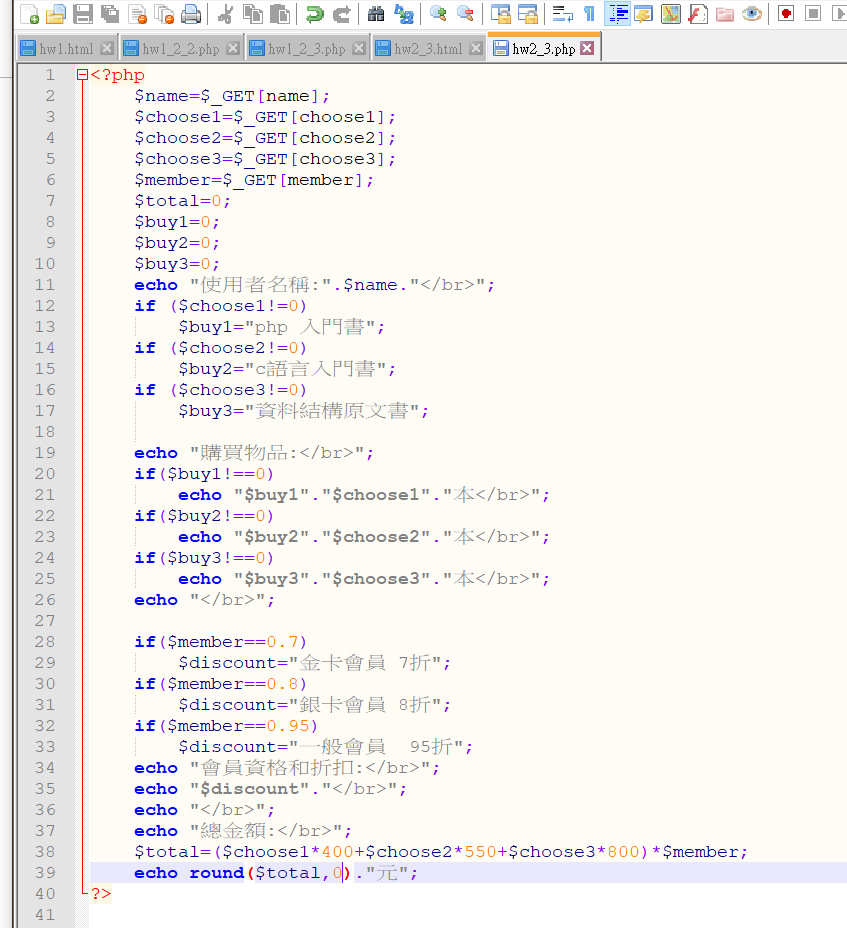 hw1.html hw1_2_2.php hw1_2_3.php hw2_3.html hw2_3.php
1 <?php
2 $name=$_GET[name];
3 $choose1=$_GET[choose1];
4 $choose2=$_GET[choose2];
5 $choose3=$_GET[choose3];
6 $member=$_GET[member];
7 $total=0;
8 $buy1=0;
9 $buy2=0;
10 $buy3=0;
11 echo "使用者名稱:".$name."</br>";
12 if ($choose1!=0)
13 $buy1="php 入門書";
14 if ($choose2!=0)
15 $buy2="c語言入門書";
16 if ($choose3!=0)
17 $buy3="資料結構原文書";
18
19 echo "購買物品:</br>";
20 if($buy1!==0)
21 echo "$buy1"."$choose1"."本</br>";
22 if($buy2!==0)
23 echo "$buy2"."$choose2"."本</br>";
24 if($buy3!==0)
25 echo "$buy3"."$choose3"."本</br>";
26 echo "</br>";
27
28 if($member==0.7)
29 $discount="金卡會員 7折";
30 if($member==0.8)
31 $discount="銀卡會員 8折";
32 if($member==0.95)
33 $discount="一般會員  95折";
34 echo "會員資格和折扣:</br>";
35 echo "$discount"."</br>";
36 echo "</br>";
37 echo "總金額:</br>";
38 $total=($choose1*400+$choose2*550+$choose3*800)*$member;
39 echo round($total,0)."元";
40 ?>
41